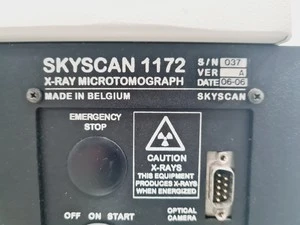 SKYSCAN 1172
X-RAY MICROTOMOGRAPH
S/N 037
VER A
DATE 06-06
MADE IN BELGIUM
SKYSCAN
EMERGENCY
STOP
CAUTION
X-RAYS
THIS EQUIPMENT
PRODUCES X-RAYS
WHEN ENERGIZED
OPTICAL
CAMERA
OFF ON START